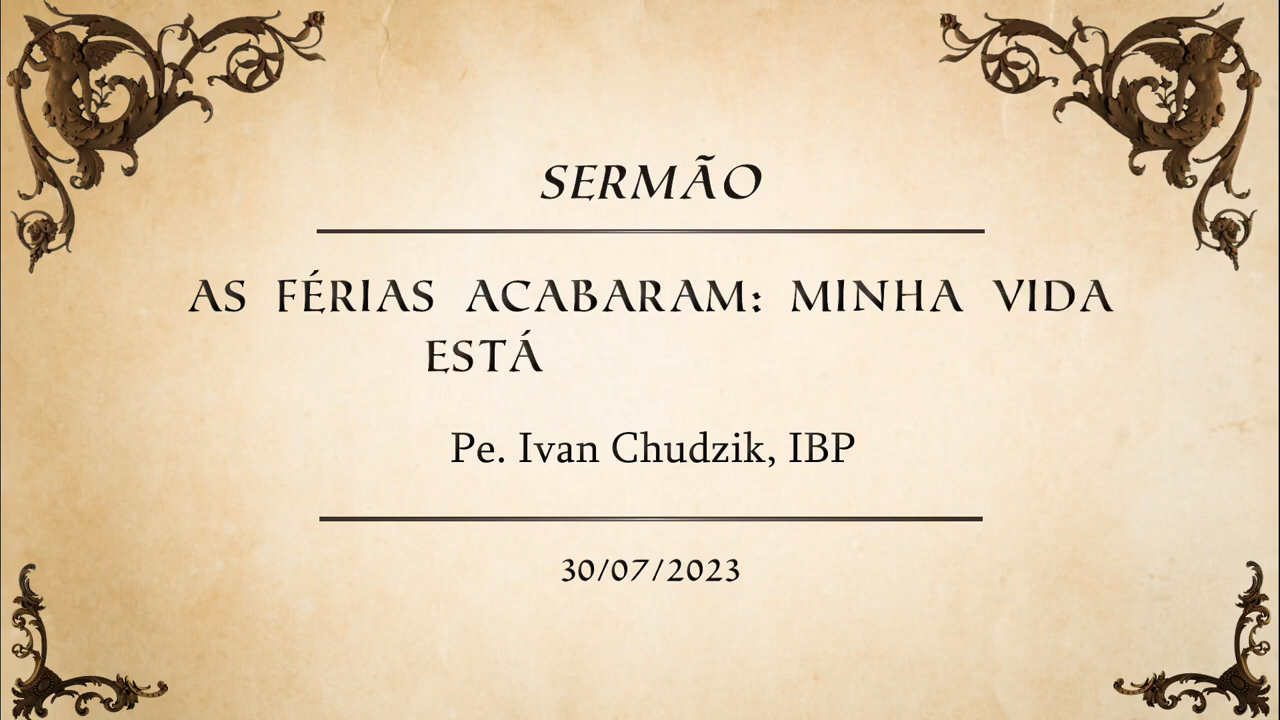 SERMÃO
AS FÉRIAS ACABARAM: MINHA VIDA
ESTÁ
Pe. Ivan Chudzik, IBP
30/07/2023